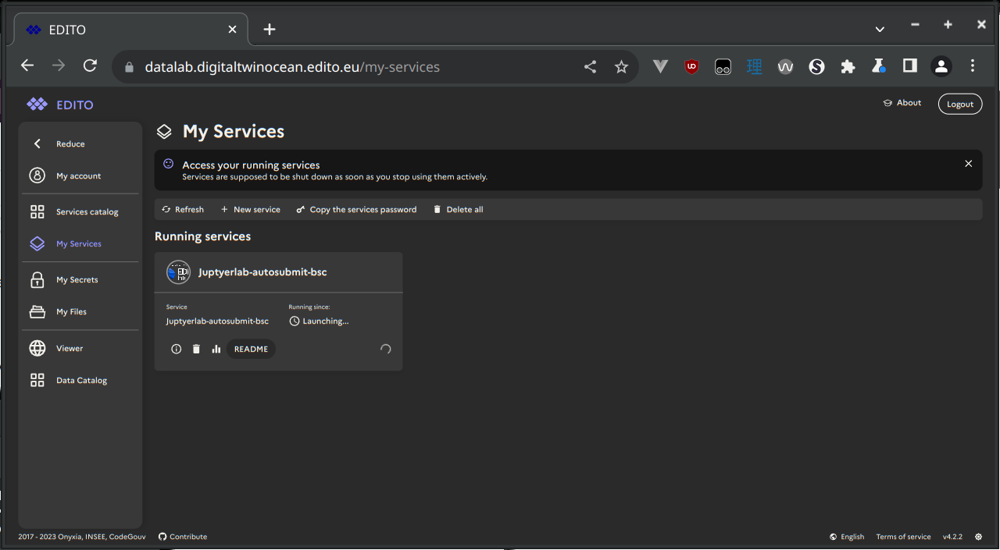 EDITO
datalab.digitaltwinocean.edito.eu/my-services
EDITO
About
Logout
Reduce
My account
Services catalog
My Services
My Secrets
My Files
Viewer
Data Catalog
My Services
Access your running services
Services are supposed to be shut down as soon as you stop using them actively.
Refresh
New service
Copy the services password
Delete all
Running services
Juptyerlab-autosubmit-bsc
Service
Running since:
Juptyerlab-autosubmit-bsc
Launching...
README
2017 - 2023 Onyxia, INSEE, CodeGouv
Contribute
English
Terms of service
v4.2.2